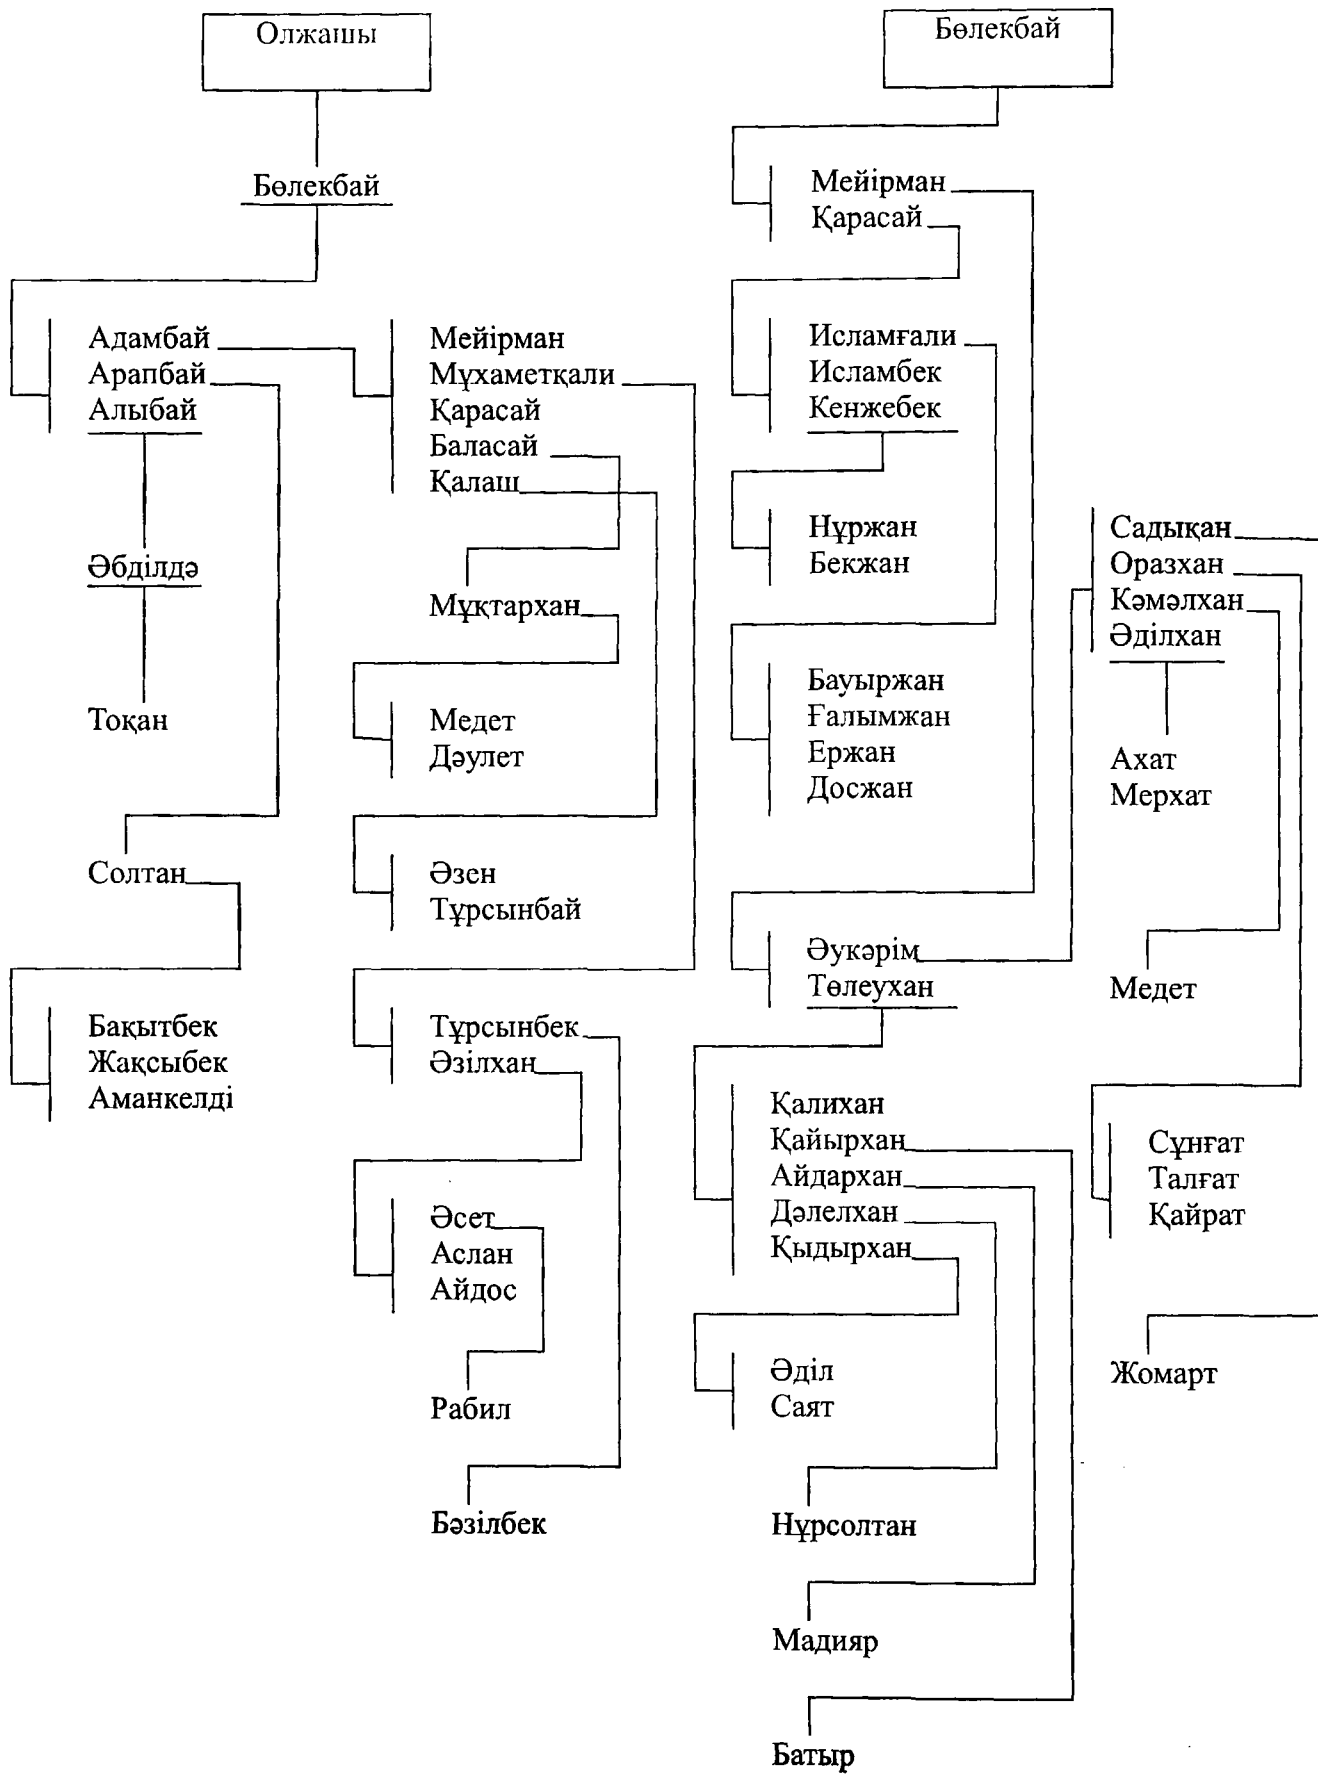 Олжашы
Бөлекбай
Адамбай
Арапбай
Алыбай
Әбділдә
Тоқан
Солтан
Бақытбек
Жақсыбек
Аманкелді
Мейірман
Мұхаметқали
Қарасай
Баласай
Қалаш
Мұқтархан
Медет
Дәулет
Әзен
Тұрсынбай
Тұрсынбек
Әзілхан
Әсет
Аслан
Айдос
Рабил
Бәзілбек
Бөлекбай
Мейірман
Қарасай
Исламғали
Исламбек
Кенжебек
Нұржан
Бекжан
Бауыржан
Ғалымжан
Ержан
Досжан
Әукәрім
Төлеухан
Қалихан
Қайырхан
Айдархан
Дәлелхан
Қыдырхан
Әділ
Саят
Нұрсолтан
Мадияр
Батыр
Садықан
Оразхан
Кәмәлхан
Әділхан
Ахат
Мерхат
Медет
Сұнғат
Талғат
Қайрат
Жомарт